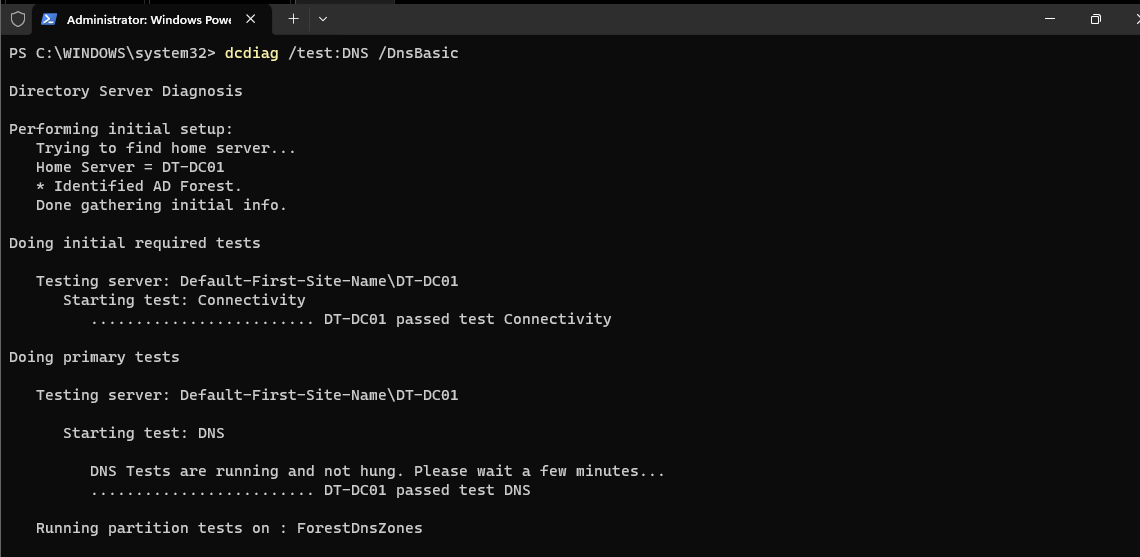 Administrator: Windows Powe
PS C:\WINDOWS\system32> dcdiag /test:DNS /DnsBasic
Directory Server Diagnosis
Performing initial setup:
Trying to find home server...
Home Server = DT-DC01
* Identified AD Forest.
Done gathering initial info.
Doing initial required tests
Testing server: Default-First-Site-Name\DT-DC01
Starting test: Connectivity
......................... DT-DC01 passed test Connectivity
Doing primary tests
Testing server: Default-First-Site-Name\DT-DC01
Starting test: DNS
DNS Tests are running and not hung. Please wait a few minutes...
......................... DT-DC01 passed test DNS
Running partition tests on : ForestDnsZones